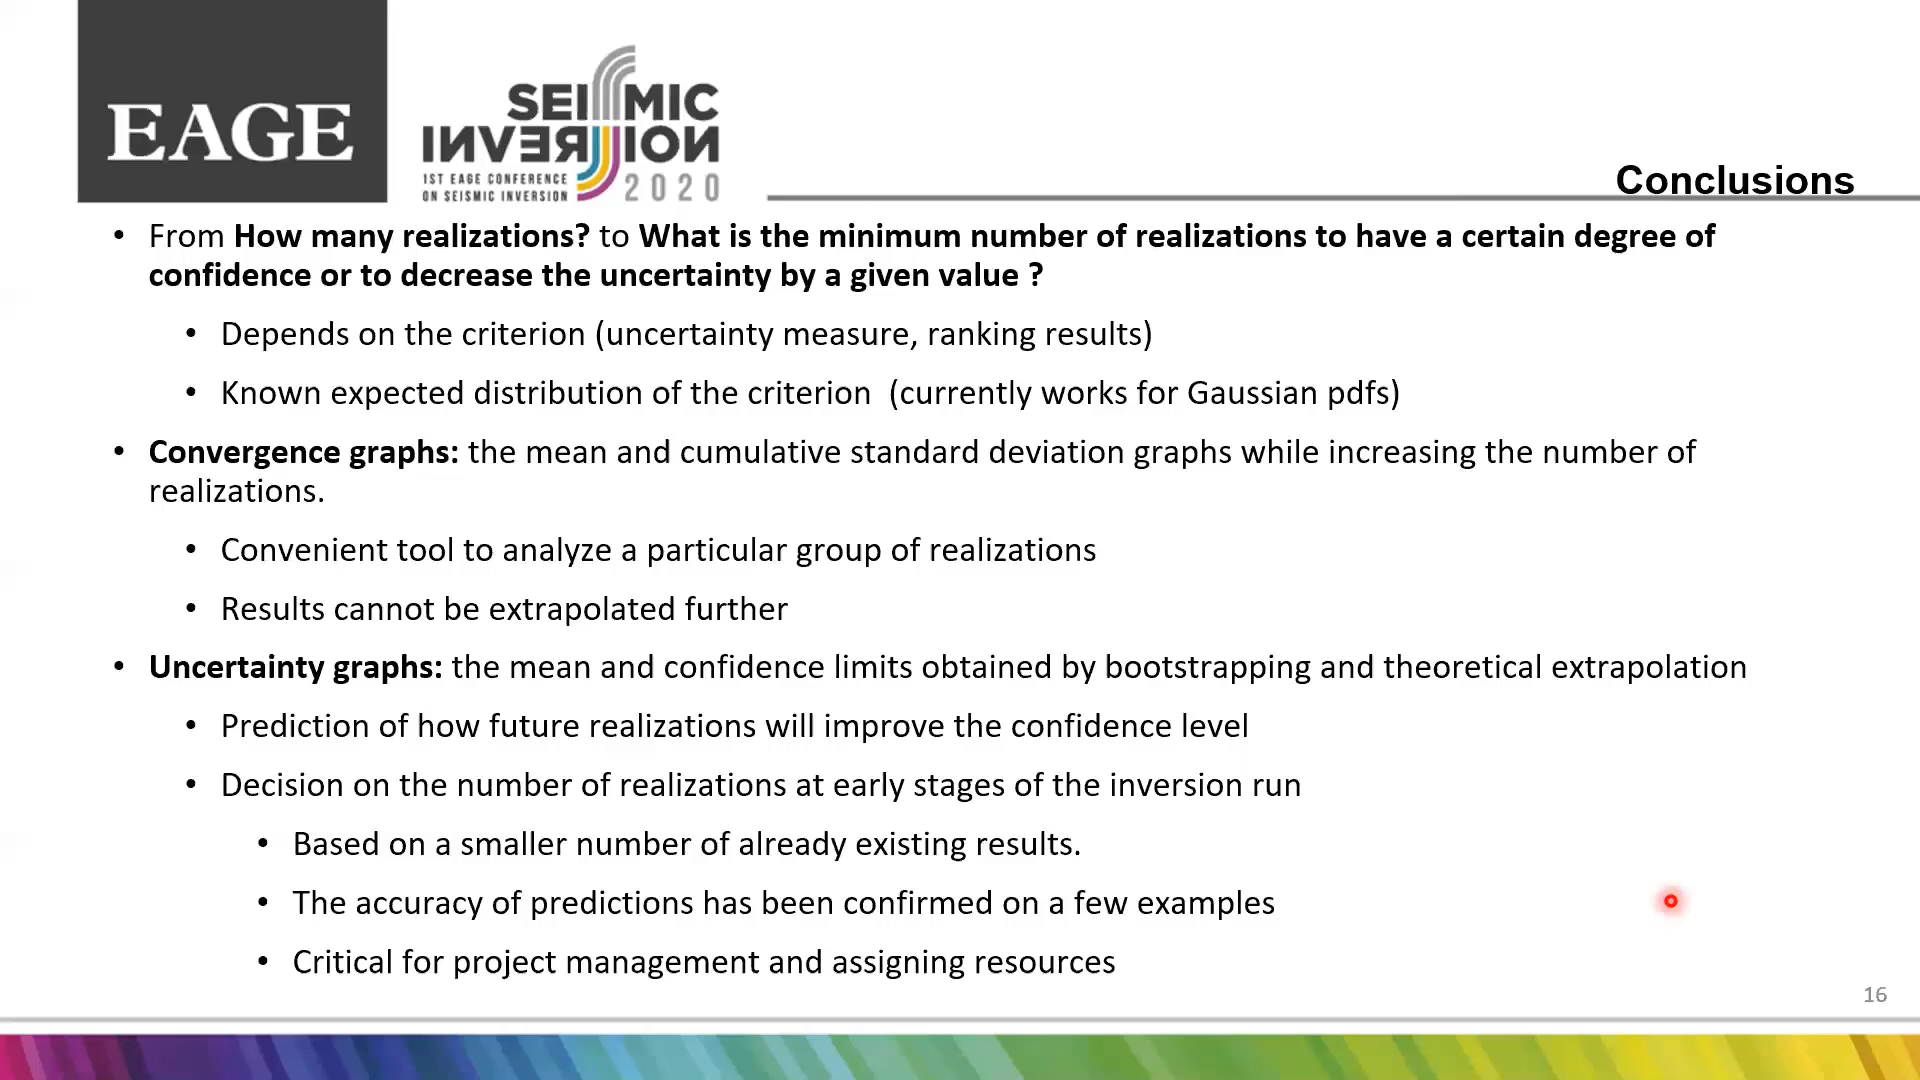 EAGE
SEISMIC
INVERSION
1ST EAGE CONFERENCE
ON SEISMIC INVERSION 2020
Conclusions
• From How many realizations? to What is the minimum number of realizations to have a certain degree of
confidence or to decrease the uncertainty by a given value ?
• Depends on the criterion (uncertainty measure, ranking results)
• Known expected distribution of the criterion  (currently works for Gaussian pdfs)
• Convergence graphs: the mean and cumulative standard deviation graphs while increasing the number of
realizations.
• Convenient tool to analyze a particular group of realizations
• Results cannot be extrapolated further
• Uncertainty graphs: the mean and confidence limits obtained by bootstrapping and theoretical extrapolation
• Prediction of how future realizations will improve the confidence level
• Decision on the number of realizations at early stages of the inversion run
• Based on a smaller number of already existing results.
• The accuracy of predictions has been confirmed on a few examples
• Critical for project management and assigning resources
16